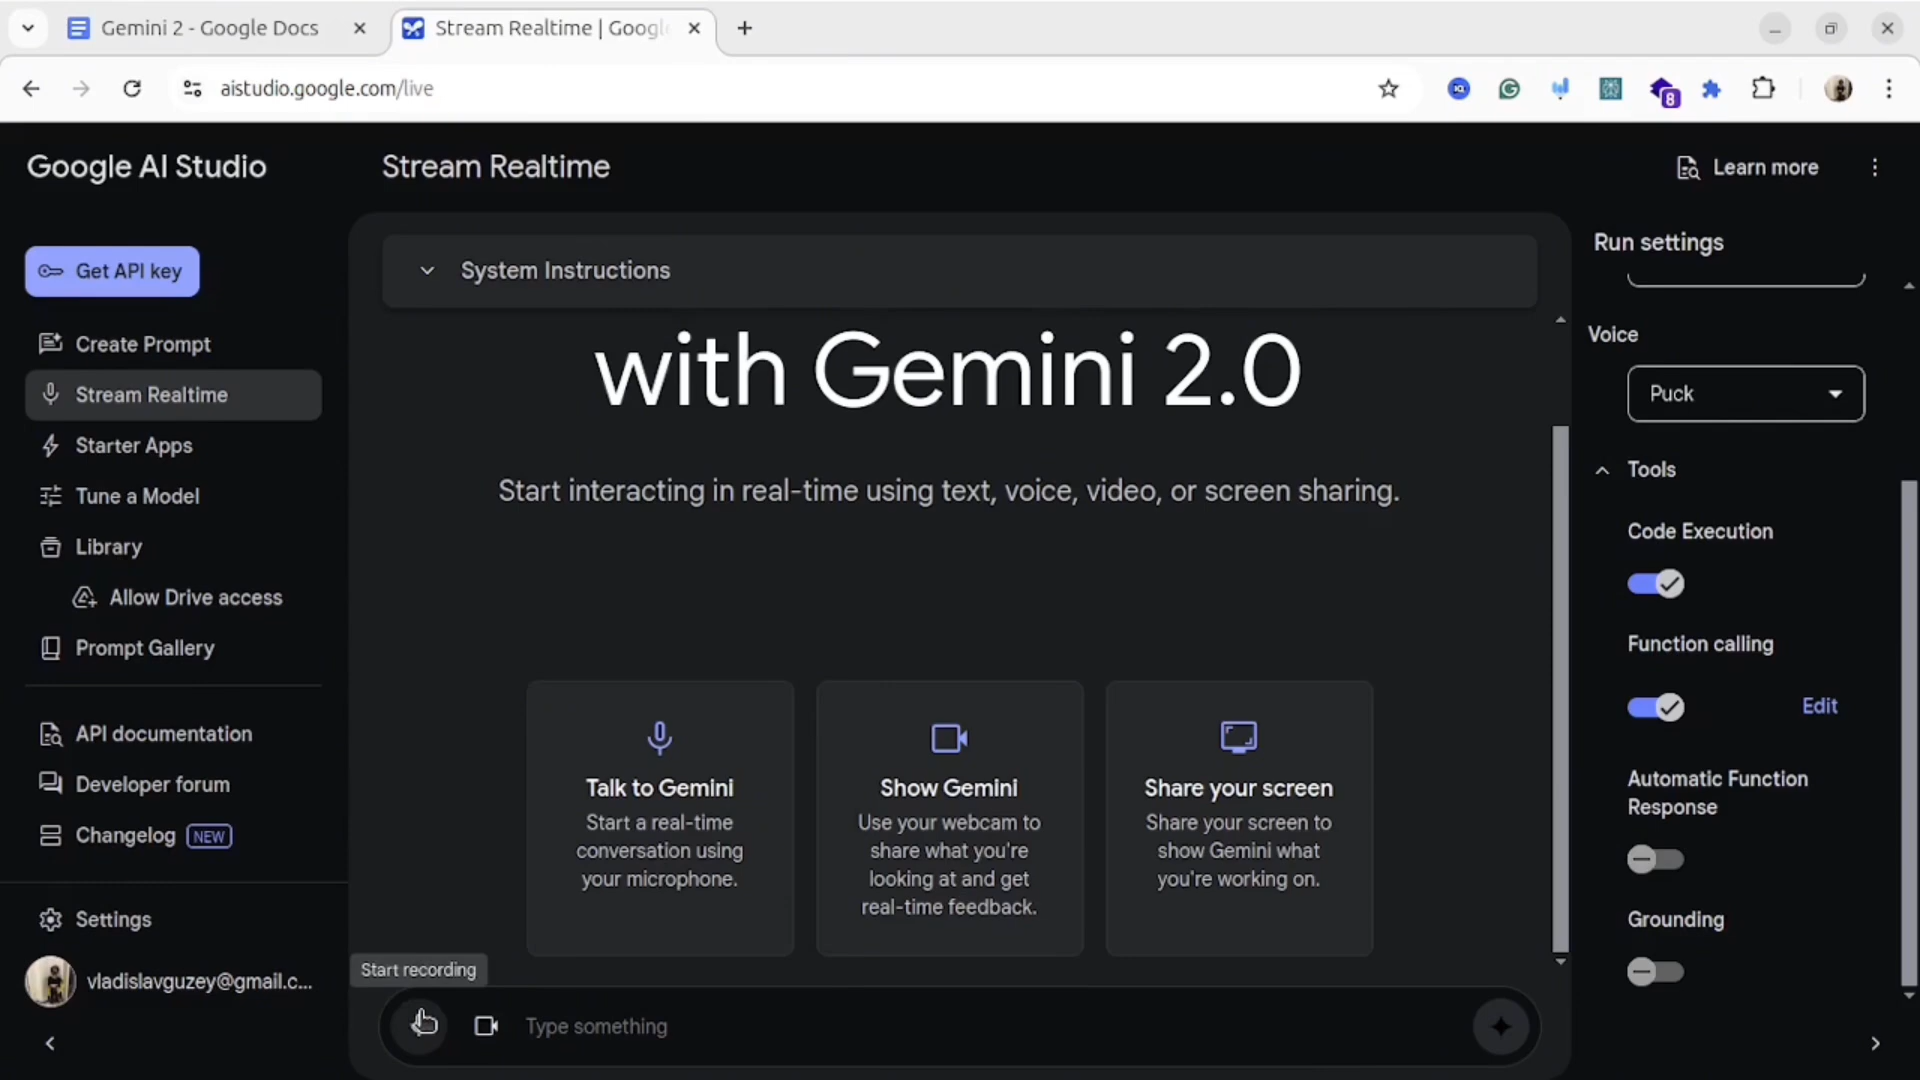 Gemini 2 - Google Docs
Stream Realtime | Googl
aistudio.google.com/live
8
Google AI Studio
Stream Realtime
Learn more
Get API key
Create Prompt
Stream Realtime
Starter Apps
Tune a Model
Library
Allow Drive access
Prompt Gallery
API documentation
Developer forum
Changelog NEW
Settings
vladislavguzey@gmail.c...
System Instructions
with Gemini 2.0
Start interacting in real-time using text, voice, video, or screen sharing.
Talk to Gemini
Start a real-time
conversation using
your microphone.
Show Gemini
Use your webcam to
share what you're
looking at and get
real-time feedback.
Share your screen
Share your screen to
show Gemini what
you're working on.
Start recording
Type something
Run settings
Voice
Puck
Tools
Code Execution
Function calling
Edit
Automatic Function
Response
Grounding